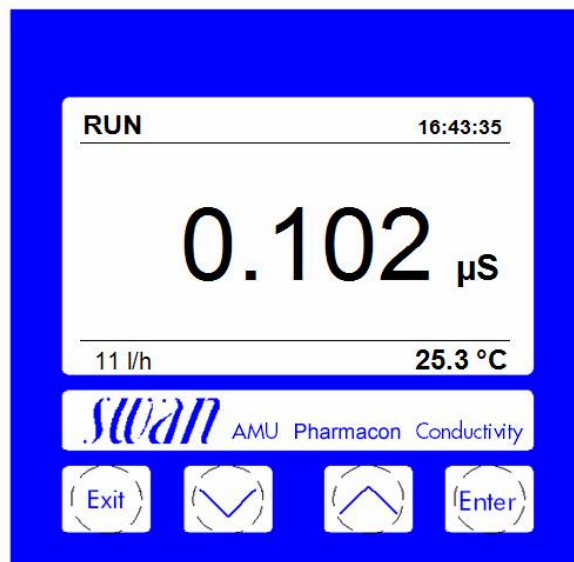 RUN 16:43:35
0.102 µS
11 l/h 25.3 °C
swan AMU Pharmacon Conductivity
Exit Enter